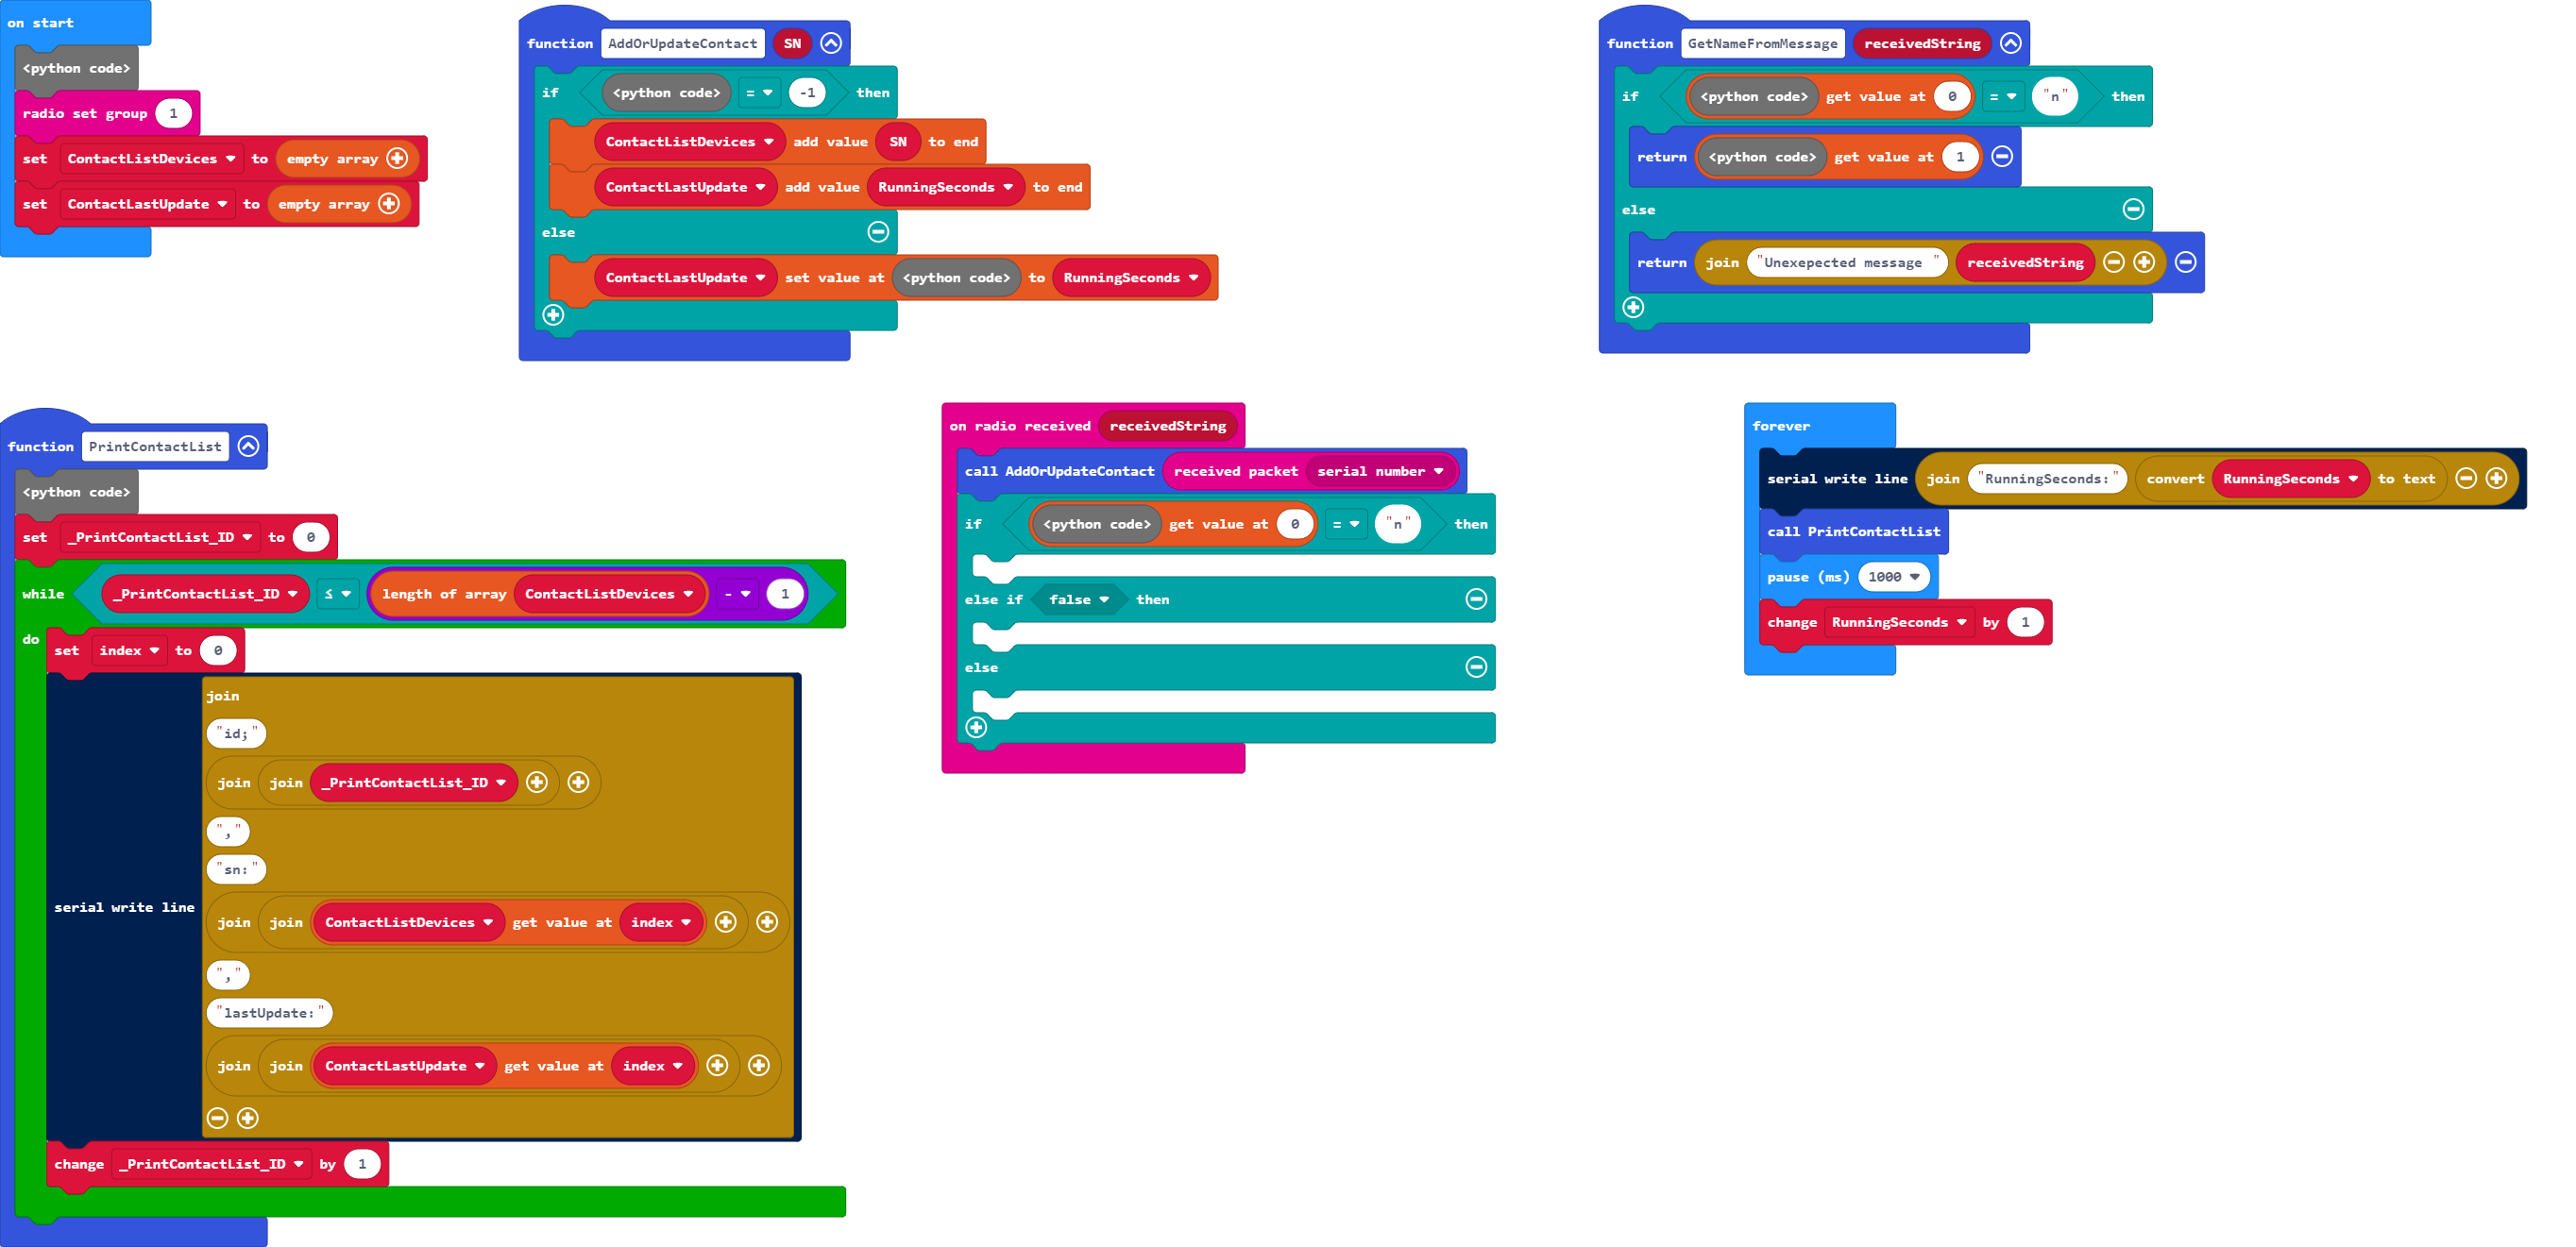 on start
<python code>
radio set group 1
set ContactListDevices to empty array
set ContactLastUpdate to empty array
function AddOrUpdateContact SN
if <python code> = -1 then
ContactListDevices add value SN to end
ContactLastUpdate add value RunningSeconds to end
else
ContactLastUpdate set value at <python code> to RunningSeconds
function GetNameFromMessage receivedString
if <python code> get value at 0 = "n" then
return <python code> get value at 1
else
return join "Unexepected message " receivedString
function PrintContactList
<python code>
set _PrintContactList_ID to 0
while _PrintContactList_ID ≤ length of array ContactListDevices - 1
do
set index to 0
serial write line
join
"id;"
join join _PrintContactList_ID
","
"sn:"
join join ContactListDevices get value at index
","
"lastUpdate:"
join join ContactLastUpdate get value at index
change _PrintContactList_ID by 1
on radio received receivedString
call AddOrUpdateContact received packet serial number
if <python code> get value at 0 = "n" then
else if false then
else
forever
serial write line join "RunningSeconds:" convert RunningSeconds to text
call PrintContactList
pause (ms) 1000
change RunningSeconds by 1